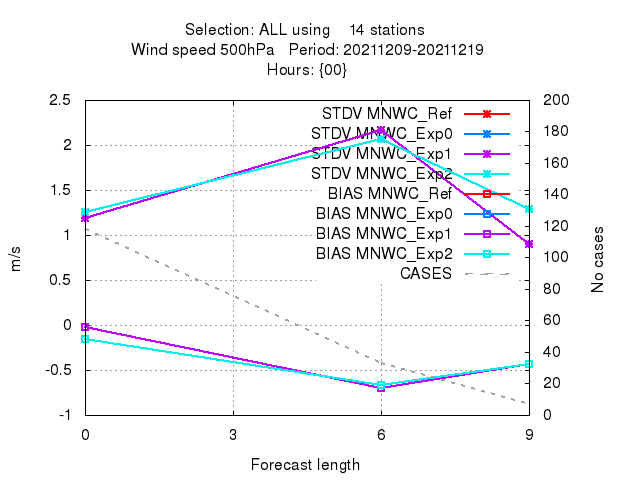 Selection: ALL using 14 stations
Wind speed 500hPa Period: 20211209-20211219
Hours: {00}
2.5
2
1.5
1
0.5
0
-0.5
-1
200
180
160
140
120
100
80
60
40
20
0
STDV MNWC_Ref
STDV MNWC_Exp0
STDV MNWC_Exp1
STDV MNWC_Exp2
BIAS MNWC_Ref
BIAS MNWC_Exp0
BIAS MNWC_Exp1
BIAS MNWC_Exp2
CASES
m/s
No cases
0 3 6 9
Forecast length